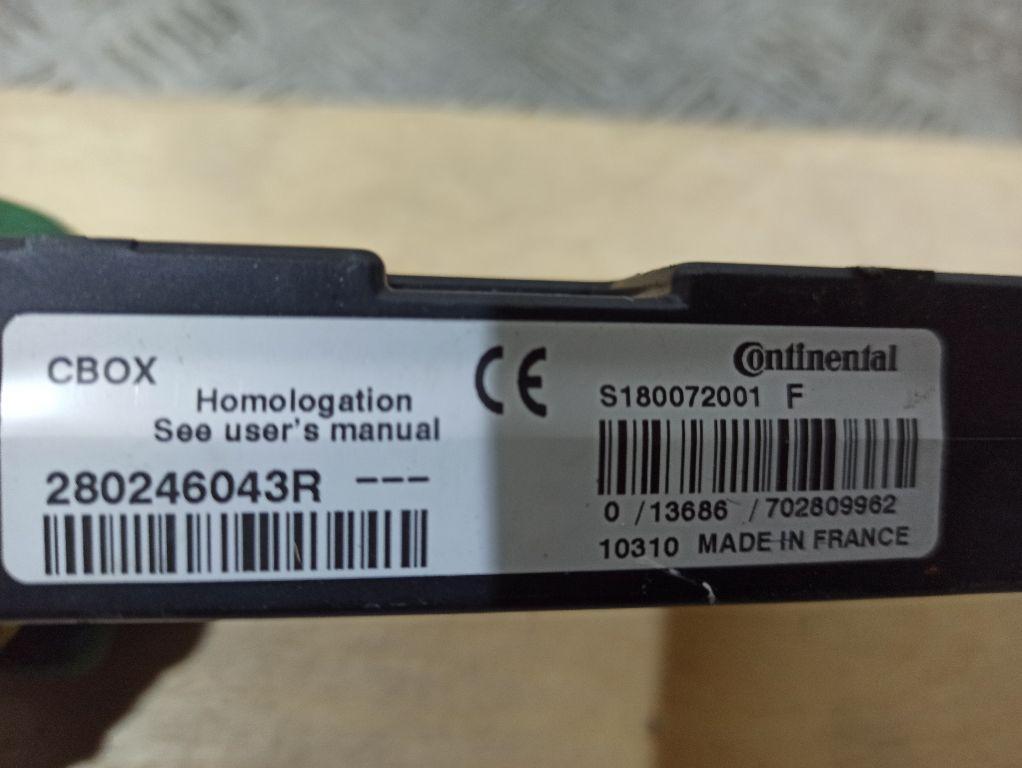 CBOX
Homologation
See user's manual
280246043R ---
CE
Continental
S180072001 F
0 /13686 /702809962
10310 MADE IN FRANCE